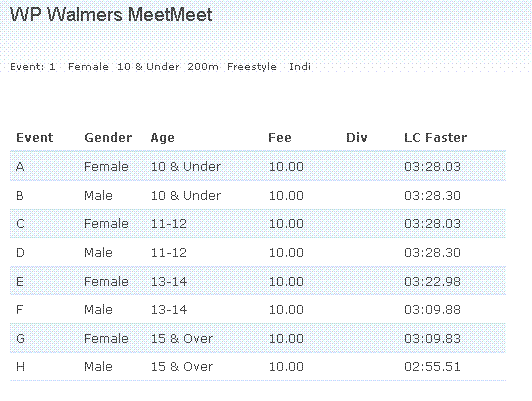 WP Walmers MeetMeet
Event: 1 Female 10 & Under 200m Freestyle Indi
Event Gender Age Fee Div LC Faster
A Female 10 & Under 10.00 03:28.03
B Male 10 & Under 10.00 03:28.30
C Female 11-12 10.00 03:28.03
D Male 11-12 10.00 03:28.30
E Female 13-14 10.00 03:22.98
F Male 13-14 10.00 03:09.88
G Female 15 & Over 10.00 03:09.83
H Male 15 & Over 10.00 02:55.51